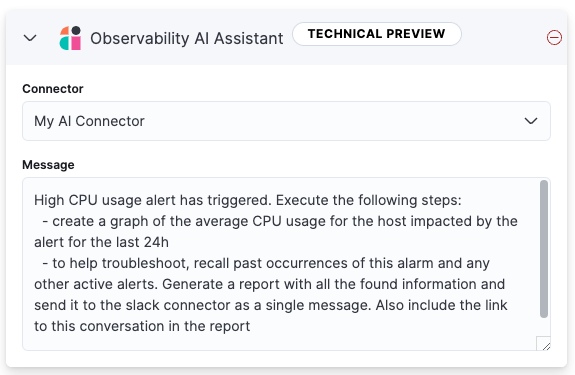 Observability AI Assistant
TECHNICAL PREVIEW
Connector
My AI Connector
Message
High CPU usage alert has triggered. Execute the following steps:
- create a graph of the average CPU usage for the host impacted by the
alert for the last 24h
- to help troubleshoot, recall past occurrences of this alarm and any
other active alerts. Generate a report with all the found information and
send it to the slack connector as a single message. Also include the link
to this conversation in the report